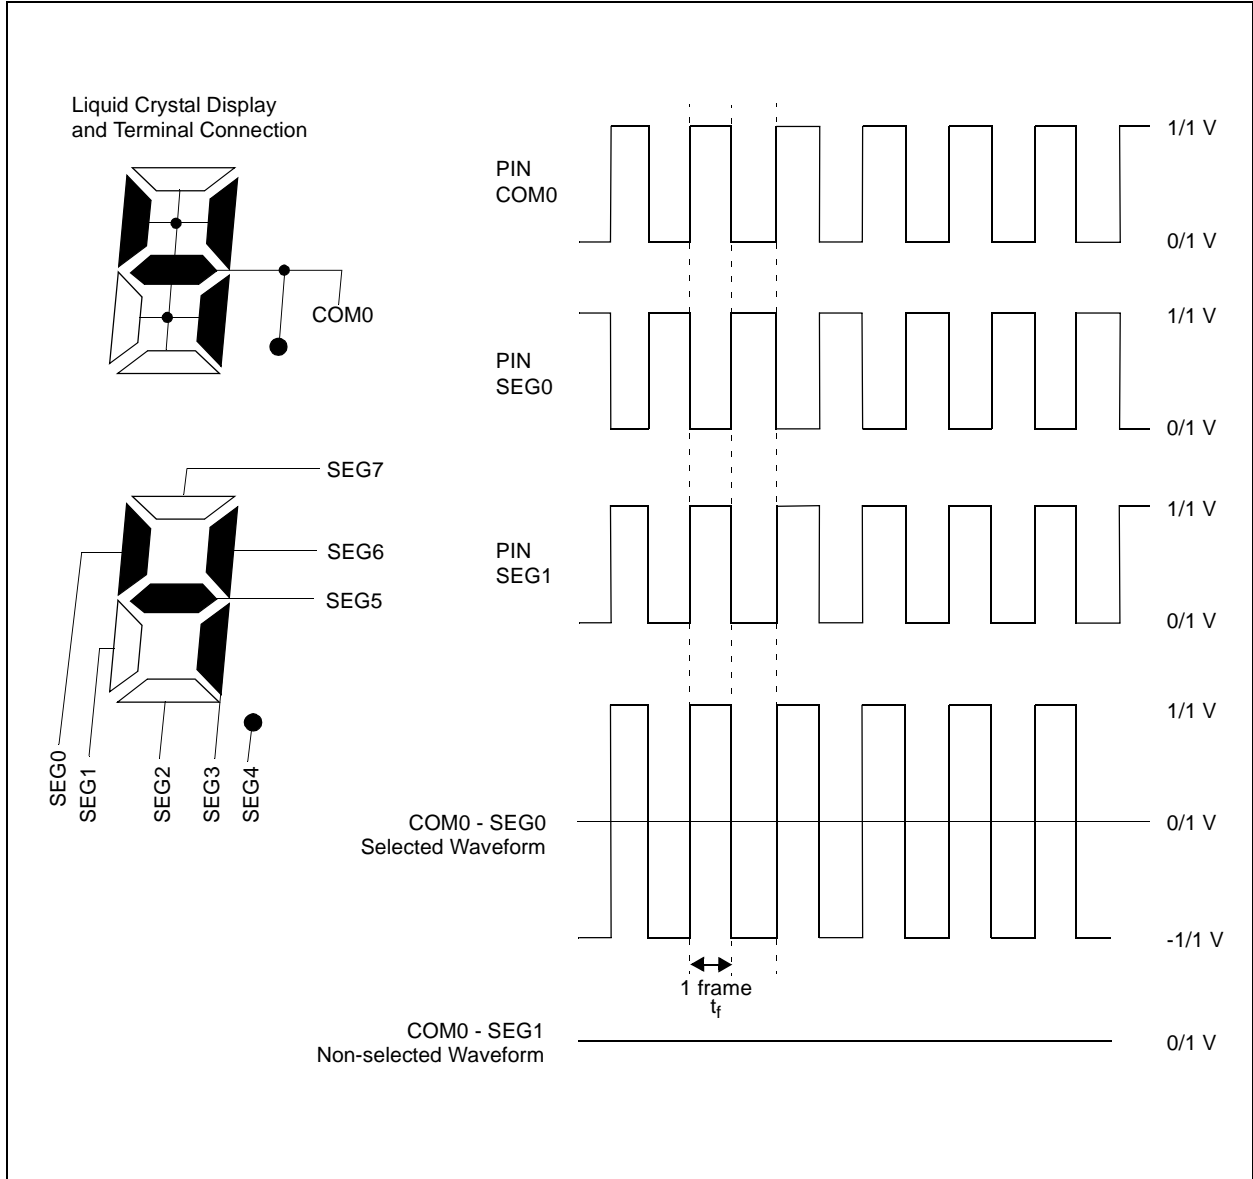 Liquid Crystal Display
and Terminal Connection
COM0
SEG7
SEG6
SEG5
SEG0
SEG1
SEG2
SEG3
SEG4
PIN
COM0
1/1 V
0/1 V
PIN
SEG0
1/1 V
0/1 V
PIN
SEG1
1/1 V
0/1 V
COM0 - SEG0
Selected Waveform
1/1 V
0/1 V
-1/1 V
1 frame
tf
COM0 - SEG1
Non-selected Waveform
0/1 V